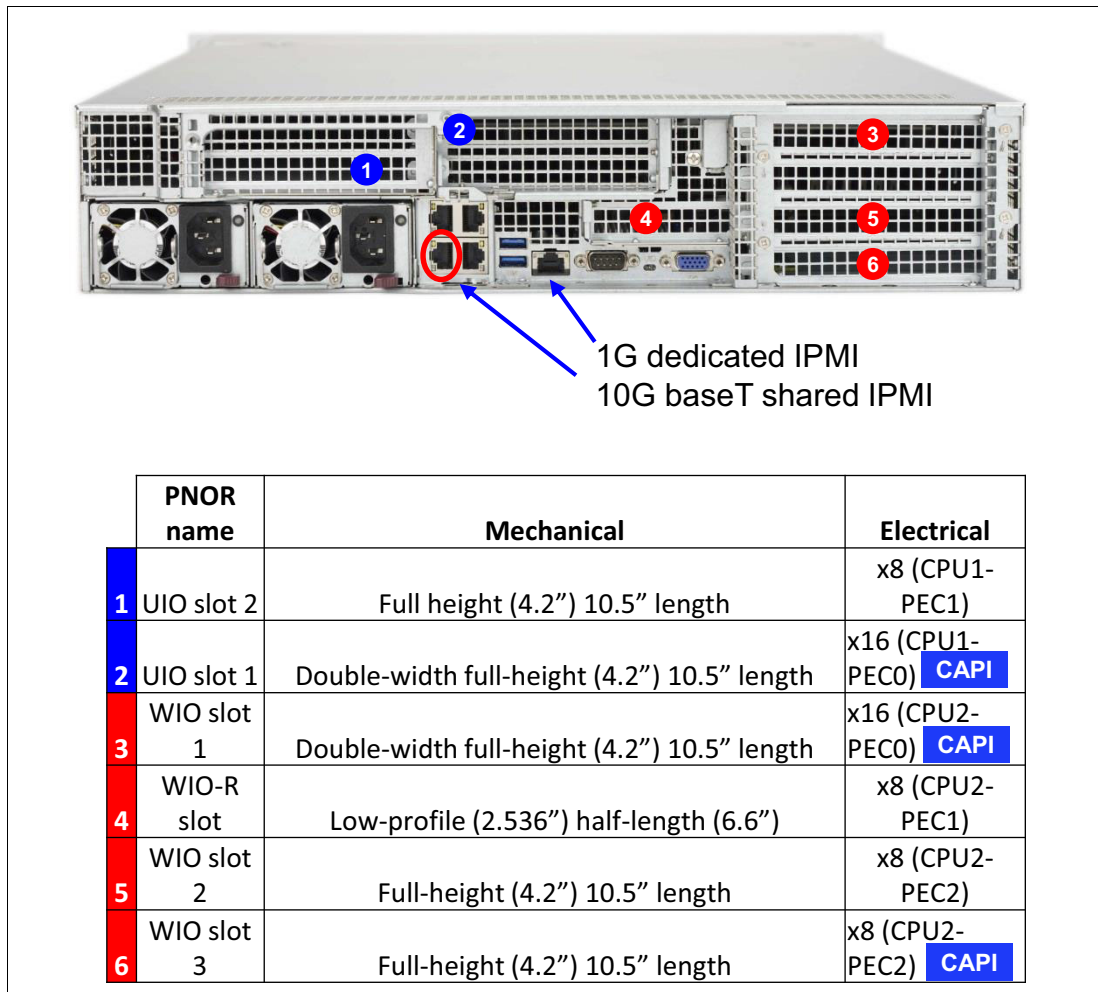 2
3
1
4
5
6
1G dedicated IPMI
10G baseT shared IPMI
PNOR
name
Mechanical
Electrical
1 UIO slot 2 Full height (4.2”) 10.5” length x8 (CPU1-
PEC1)
2 UIO slot 1 Double-width full-height (4.2”) 10.5” length x16 (CPU1-
PEC0) CAPI
3 WIO slot
1 Double-width full-height (4.2”) 10.5” length x16 (CPU2-
PEC0) CAPI
4 WIO-R
slot Low-profile (2.536”) half-length (6.6”) x8 (CPU2-
PEC1)
5 WIO slot
2 Full-height (4.2”) 10.5” length x8 (CPU2-
PEC2)
6 WIO slot
3 Full-height (4.2”) 10.5” length x8 (CPU2-
PEC2) CAPI